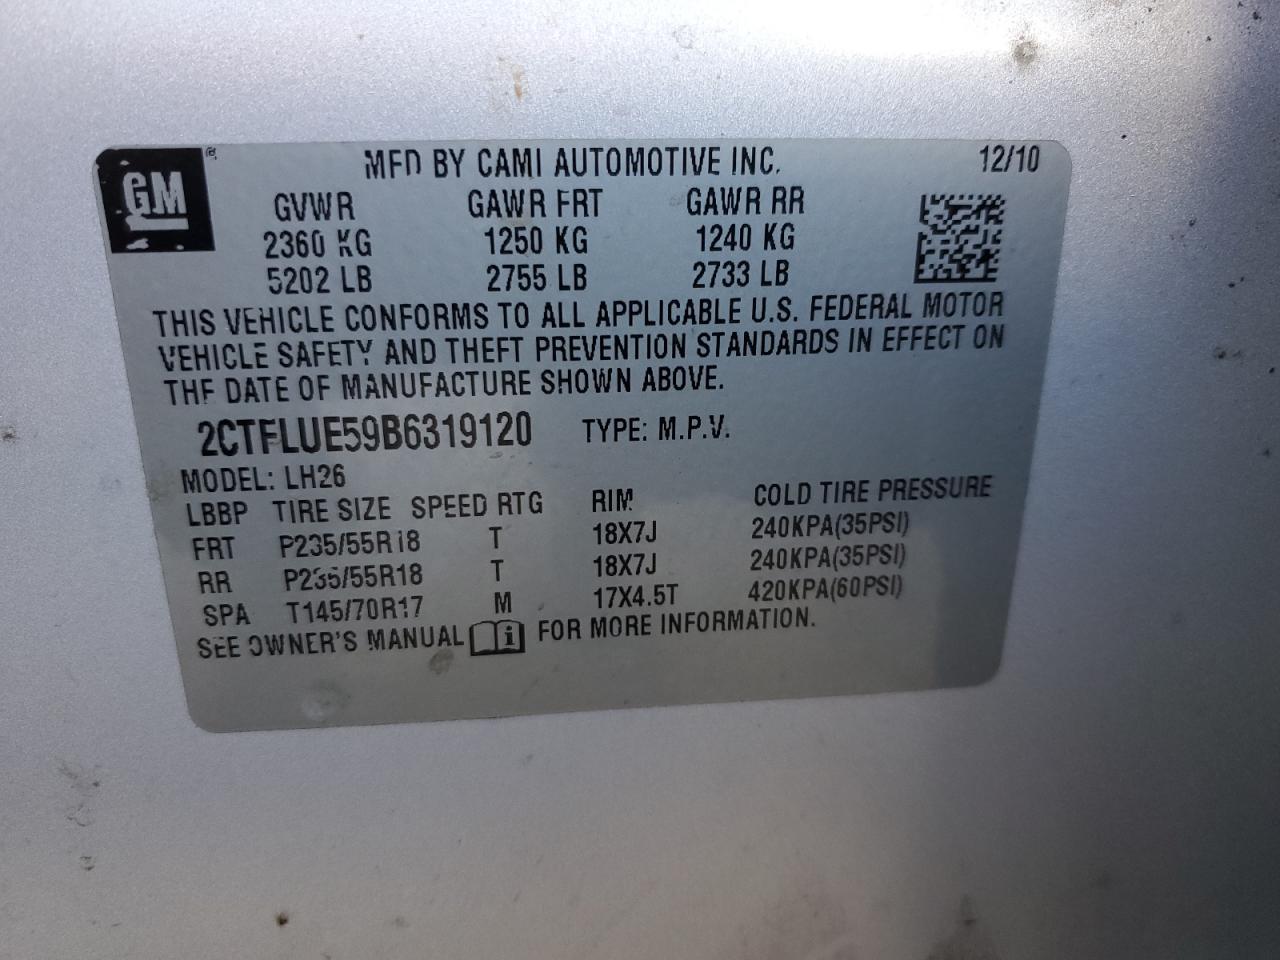 GM ®
MFD BY CAMI AUTOMOTIVE INC. 12/10
GVWR GAWR FRT GAWR RR
2360 KG 1250 KG 1240 KG
5202 LB 2755 LB 2733 LB
THIS VEHICLE CONFORMS TO ALL APPLICABLE U.S. FEDERAL MOTOR
VEHICLE SAFETY AND THEFT PREVENTION STANDARDS IN EFFECT ON
THE DATE OF MANUFACTURE SHOWN ABOVE.
2CTFLUE59B6319120 TYPE: M.P.V.
MODEL: LH26
LBBP TIRE SIZE SPEED RTG RIM COLD TIRE PRESSURE
FRT P235/55R18 T 18X7J 240KPA(35PSI)
RR P235/55R18 T 18X7J 240KPA(35PSI)
SPA T145/70R17 M 17X4.5T 420KPA(60PSI)
SEE OWNER'S MANUAL i FOR MORE INFORMATION.